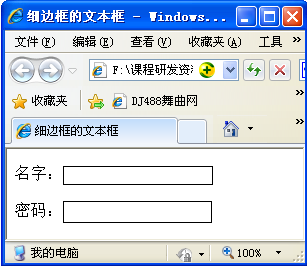 细边框的文本框 - Windows...
文件(F) 编辑(E) 查看(V) 收藏夹(A) 工具 »
F:\课程研发资
收藏夹 DJ488舞曲网
细边框的文本框 »
名字：
密码：
我的电脑 100%